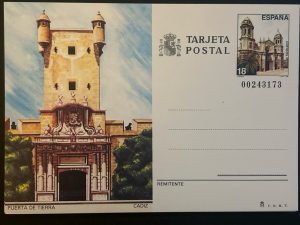 TARJETA
POSTAL
ESPAÑA
18
00243173
REMITENTE
PUERTA DE TIERRA
CADIZ
F.N.M.T.